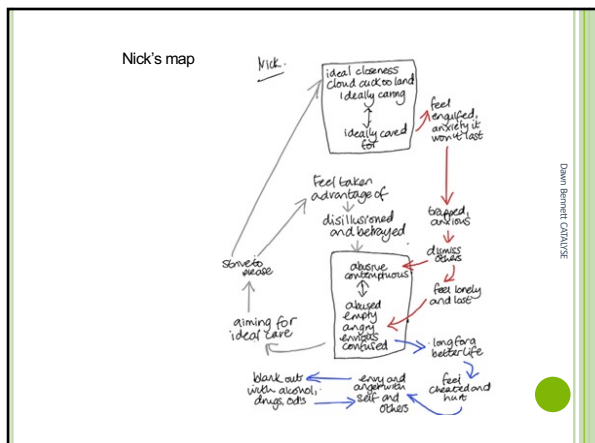 Nick's map
Nick.
ideal closeness
cloud cuckoo land
ideally caring
ideally cared
for
feel
engulfed,
anxiety it
won't last
trapped,
anxious
dismiss
others
feel lonely
and lost
Feel taken
advantage of
disillusioned
and betrayed
abusive
contemptuous
abused
empty
angry
envious
confused
strive to
please
aiming for
ideal care
long for a
better life
feel
cheated and
hurt
envy and
anger with
self and
others
blank out
with alcohol,
drugs, od's
Dawn Bennett CATALYSE